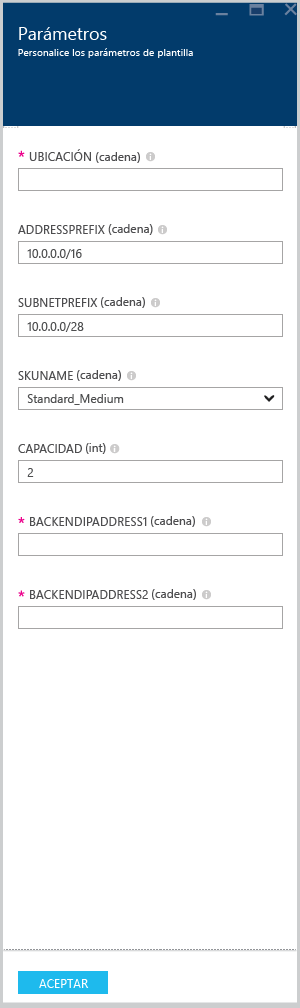 Parámetros
Personalice los parámetros de plantilla
* UBICACIÓN (cadena)
ADDRESSPREFIX (cadena)
10.0.0.0/16
SUBNETPREFIX (cadena)
10.0.0.0/28
SKUNAME (cadena)
Standard_Medium
CAPACIDAD (int)
2
* BACKENDIPADDRESS1 (cadena)
* BACKENDIPADDRESS2 (cadena)
ACEPTAR